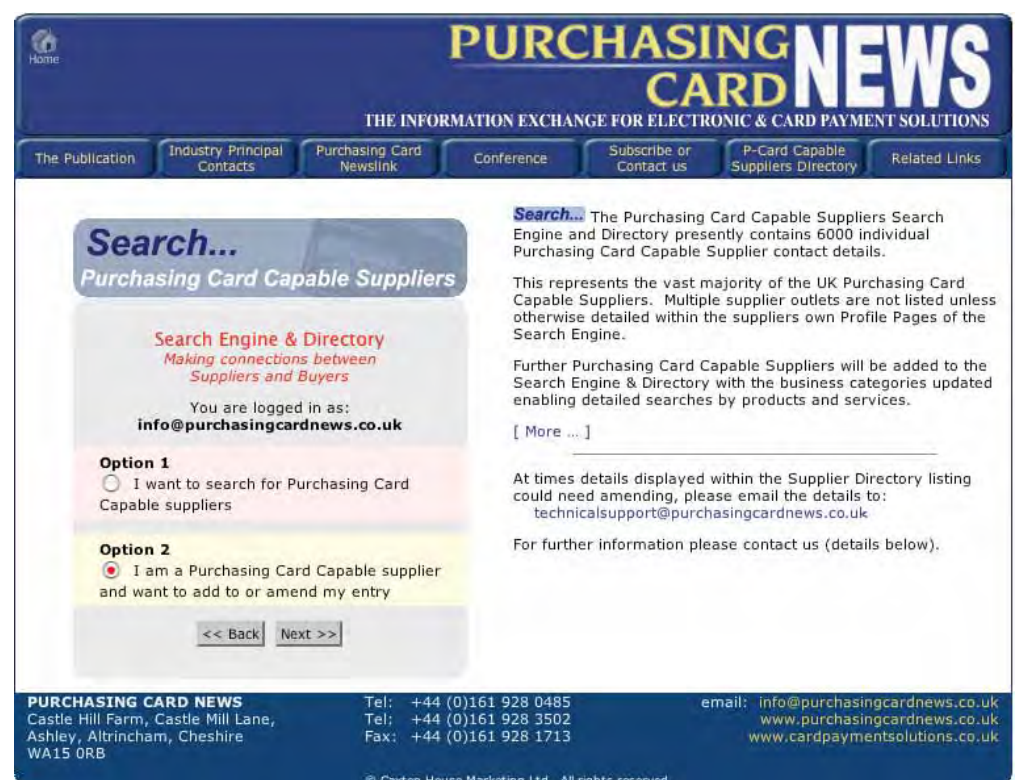 Home
PURCHASING
CARD
NEWS
THE INFORMATION EXCHANGE FOR ELECTRONIC & CARD PAYMENT SOLUTIONS
The Publication
Industry Principal
Contacts
Purchasing Card
Newslink
Conference
Subscribe or
Contact us
P-Card Capable
Suppliers Directory
Related Links
Search...
Purchasing Card Capable Suppliers
Search Engine & Directory
Making connections between
Suppliers and Buyers
You are logged in as:
info@purchasingcardnews.co.uk
Option 1
I want to search for Purchasing Card
Capable suppliers
Option 2
I am a Purchasing Card Capable supplier
and want to add to or amend my entry
<< Back
Next >>
Search... The Purchasing Card Capable Suppliers Search
Engine and Directory presently contains 6000 individual
Purchasing Card Capable Supplier contact details.
This represents the vast majority of the UK Purchasing Card
Capable Suppliers. Multiple supplier outlets are not listed unless
otherwise detailed within the suppliers own Profile Pages of the
Search Engine.
Further Purchasing Card Capable Suppliers will be added to the
Search Engine & Directory with the business categories updated
enabling detailed searches by products and services.
[ More ... ]
At times details displayed within the Supplier Directory listing
could need amending, please email the details to:
technicalsupport@purchasingcardnews.co.uk
For further information please contact us (details below).
PURCHASING CARD NEWS
Castle Hill Farm, Castle Mill Lane,
Ashley, Altrincham, Cheshire
WA15 0RB
Tel: +44 (0)161 928 0485
Tel: +44 (0)161 928 3502
Fax: +44 (0)161 928 1713
email: info@purchasingcardnews.co.uk
www.purchasingcardnews.co.uk
www.cardpaymentsolutions.co.uk
© Caxton House Marketing Ltd. All rights reserved